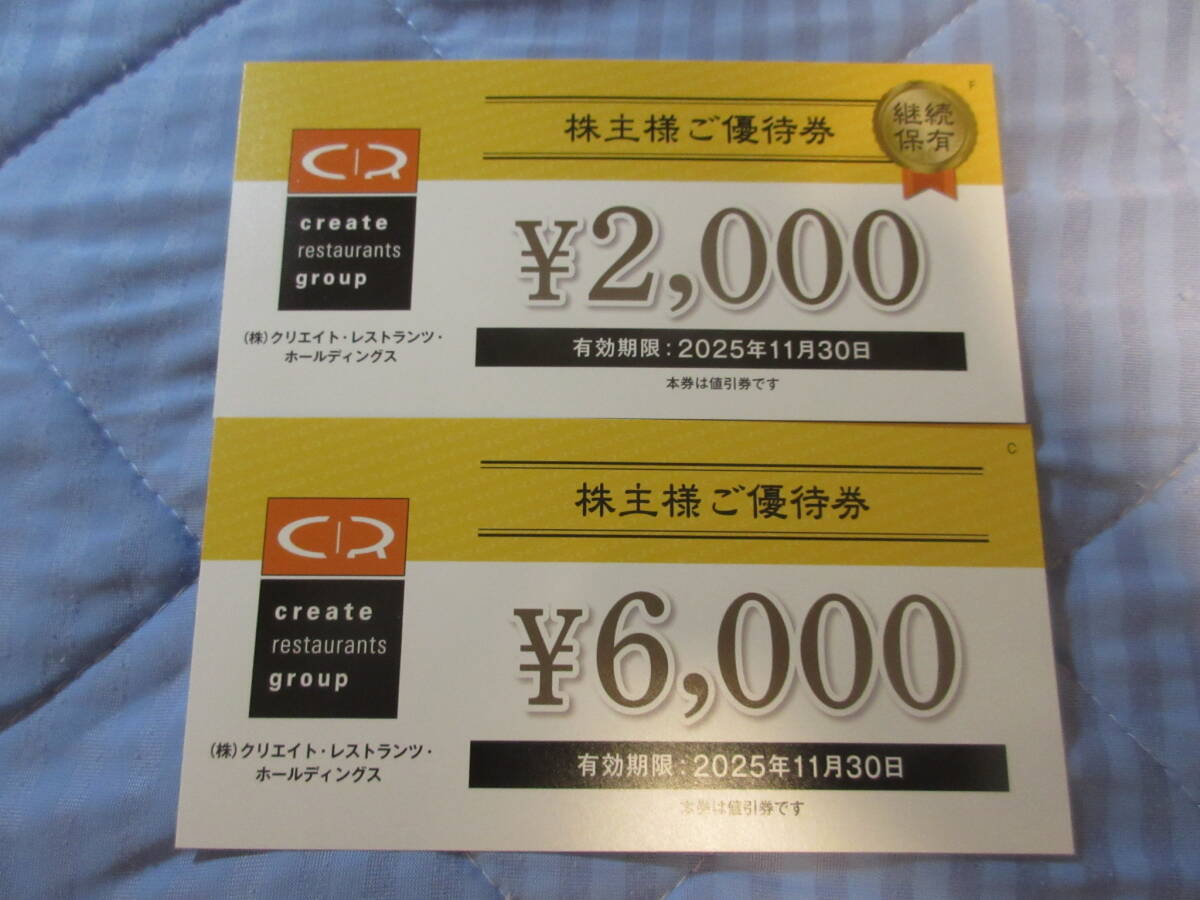 F
株主様ご優待券
継続
保有
CR
create
restaurants
group
¥2,000
(株)クリエイト・レストランツ・
ホールディングス
有効期限：2025年11月30日
本券は値引券です
C
株主様ご優待券
CR
create
restaurants
group
¥6,000
(株)クリエイト・レストランツ・
ホールディングス
有効期限：2025年11月30日
本券は値引券です